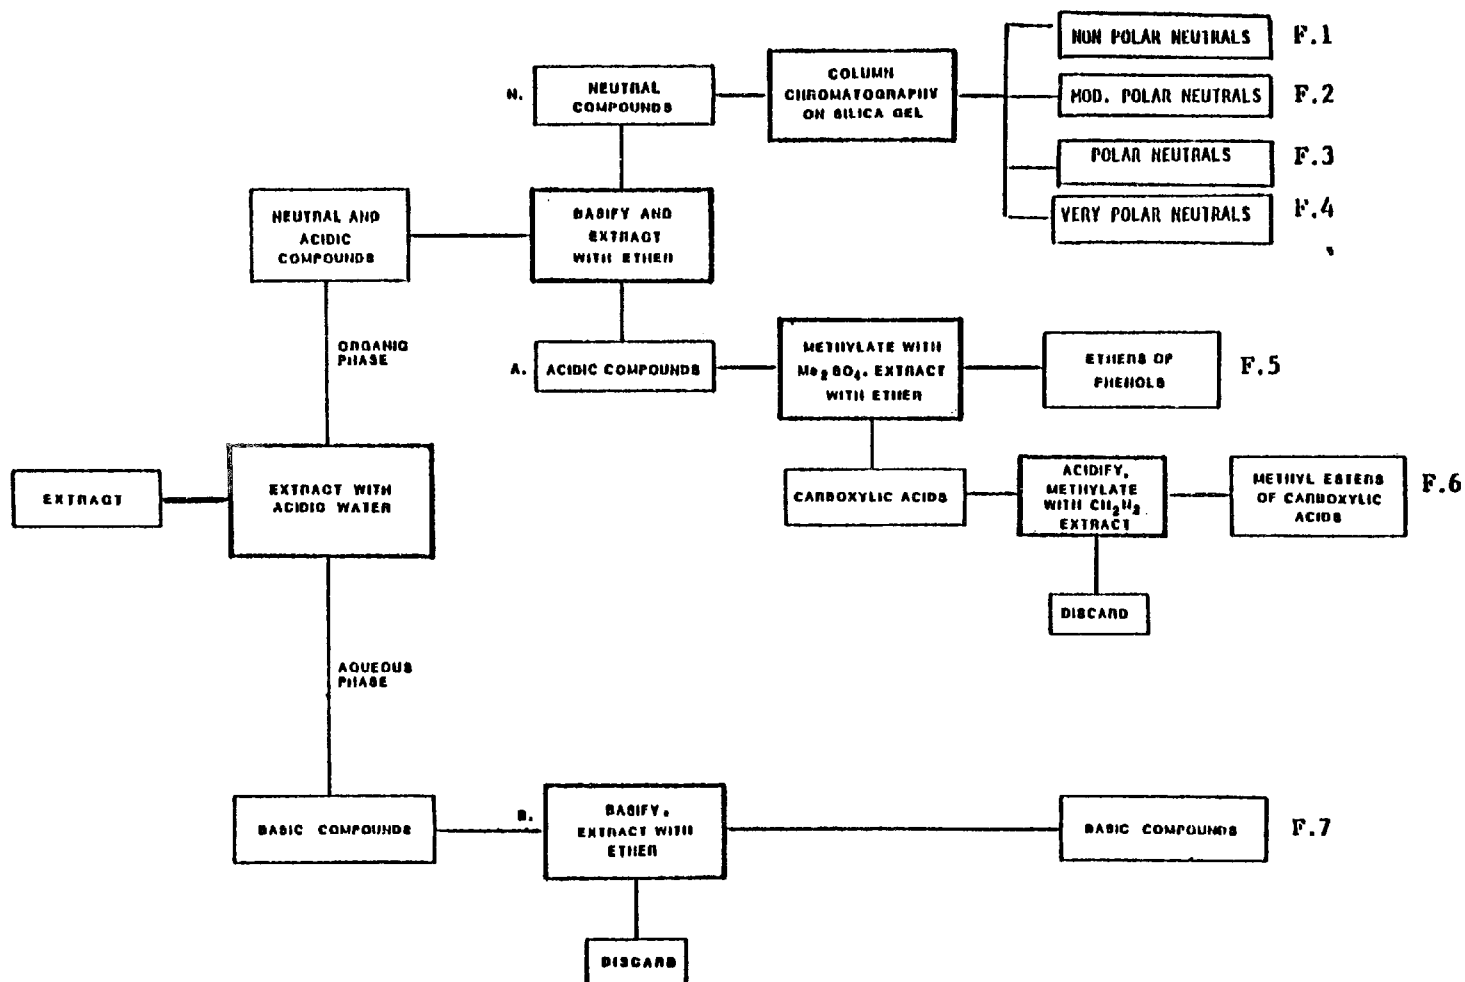 NON POLAR NEUTRALS F.1
N. NEUTRAL
COMPOUNDS
COLUMN
CHROMATOGRAPHY
ON SILICA GEL
MOD. POLAR NEUTRALS F.2
POLAR NEUTRALS F.3
VERY POLAR NEUTRALS F.4
NEUTRAL AND
ACIDIC
COMPOUNDS
BASIFY AND
EXTRACT
WITH ETHER
ORGANIC
PHASE
A. ACIDIC COMPOUNDS
METHYLATE WITH
Me₂SO₄. EXTRACT
WITH ETHER
ETHERS OF
PHENOLS
F.5
EXTRACT
EXTRACT WITH
ACIDIC WATER
CARBOXYLIC ACIDS
ACIDIFY,
METHYLATE
WITH CH₂N₂
EXTRACT
METHYL ESTERS
OF CARBOXYLIC
ACIDS
F.6
DISCARD
AQUEOUS
PHASE
BASIC COMPOUNDS
B. BASIFY,
EXTRACT WITH
ETHER
BASIC COMPOUNDS F.7
DISCARD